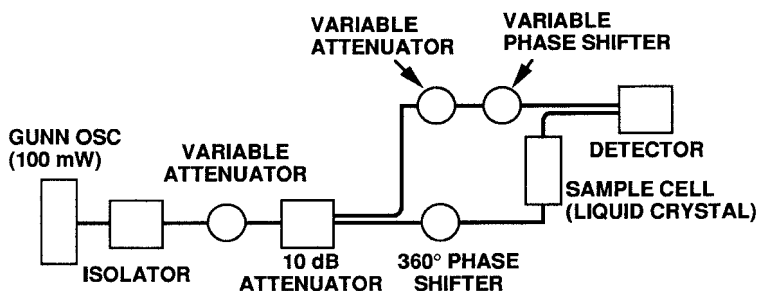 VARIABLE
ATTENUATOR
VARIABLE
PHASE SHIFTER
GUNN OSC
(100 mW)
VARIABLE
ATTENUATOR
DETECTOR
SAMPLE CELL
(LIQUID CRYSTAL)
ISOLATOR
10 dB
ATTENUATOR
360° PHASE
SHIFTER